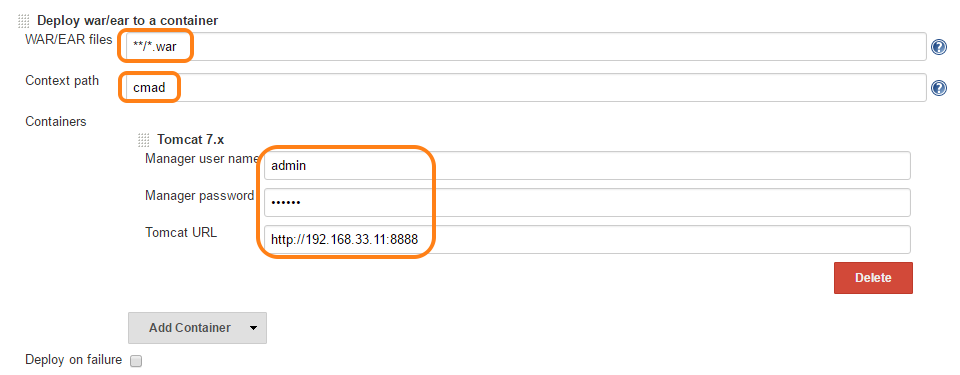 Deploy war/ear to a container
WAR/EAR files
**/*.war
Context path
cmad
Containers
Tomcat 7.x
Manager user name
admin
Manager password
••••••
Tomcat URL
http://192.168.33.11:8888
Delete
Add Container
Deploy on failure